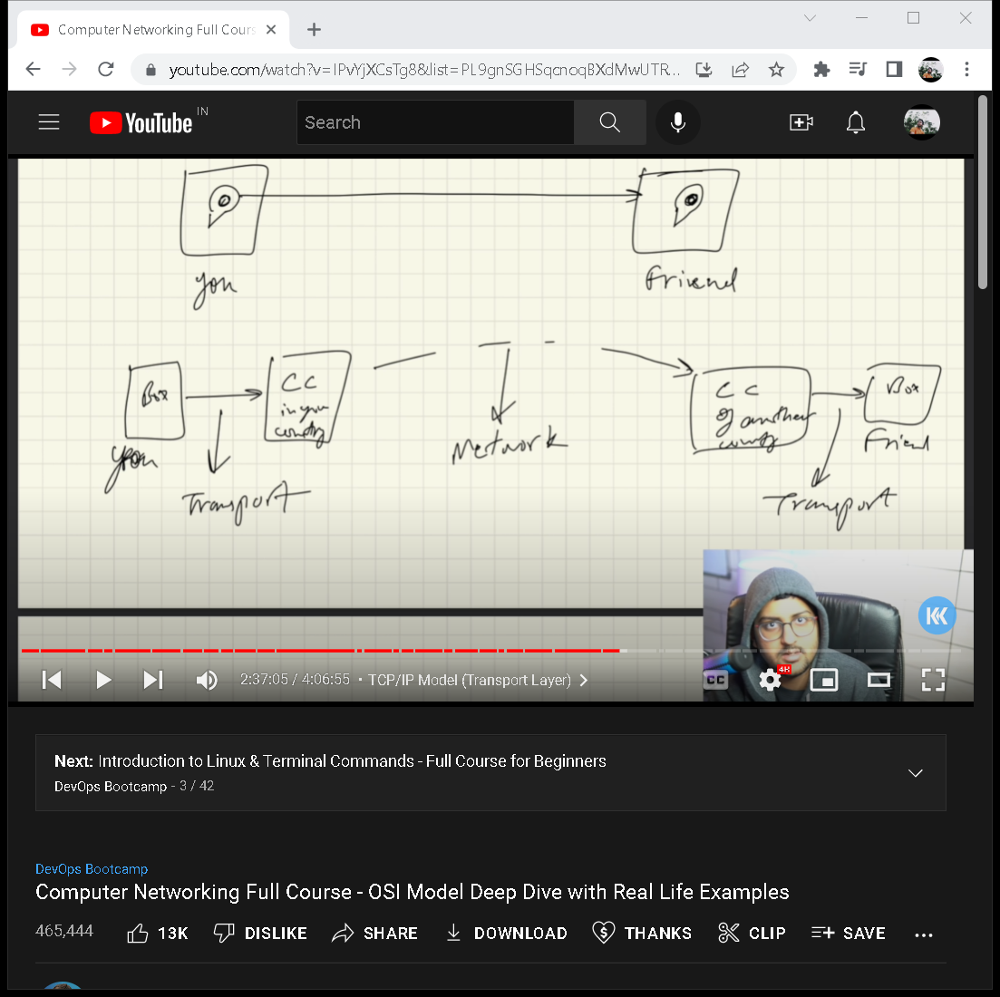 Computer Networking Full Cours
youtube.com/watch?v=IPvYjXCsTg8&list=PL9gnSGHSqcnoqBXdMwUTR...
YouTube IN
Search
you
Friend
Box
CC
in your
country
CC
of another
country
Box
you
Network
Friend
Transport
Transport
KK
2:37:05 / 4:06:55 • TCP/IP Model (Transport Layer)
CC
4K
Next: Introduction to Linux & Terminal Commands - Full Course for Beginners
DevOps Bootcamp - 3 / 42
DevOps Bootcamp
Computer Networking Full Course - OSI Model Deep Dive with Real Life Examples
465,444 13K DISLIKE SHARE DOWNLOAD THANKS CLIP SAVE ...